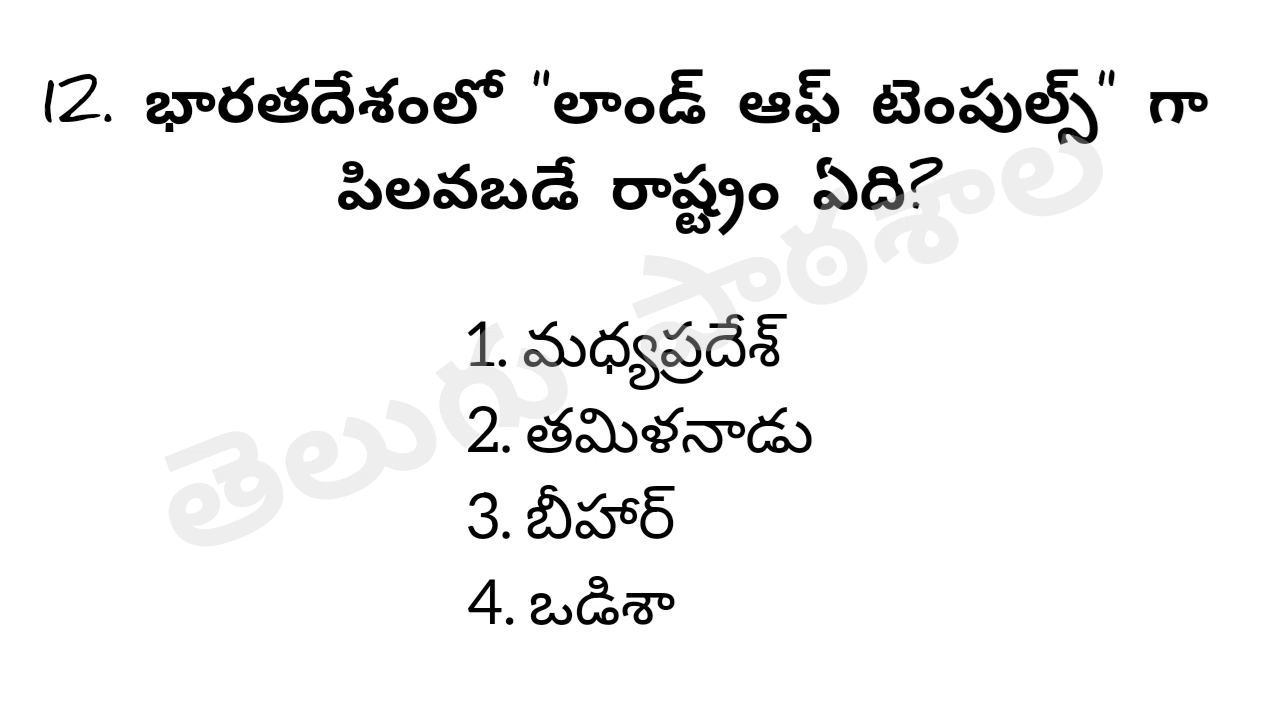 12. భారతదేశంలో "లాండ్ ఆఫ్ టెంపుల్స్" గా
పిలవబడే రాష్ట్రం ఏది?
1. మధ్యప్రదేశ్
2. తమిళనాడు
3. బీహార్
4. ఒడిశా
తెలుగు పాఠశాల